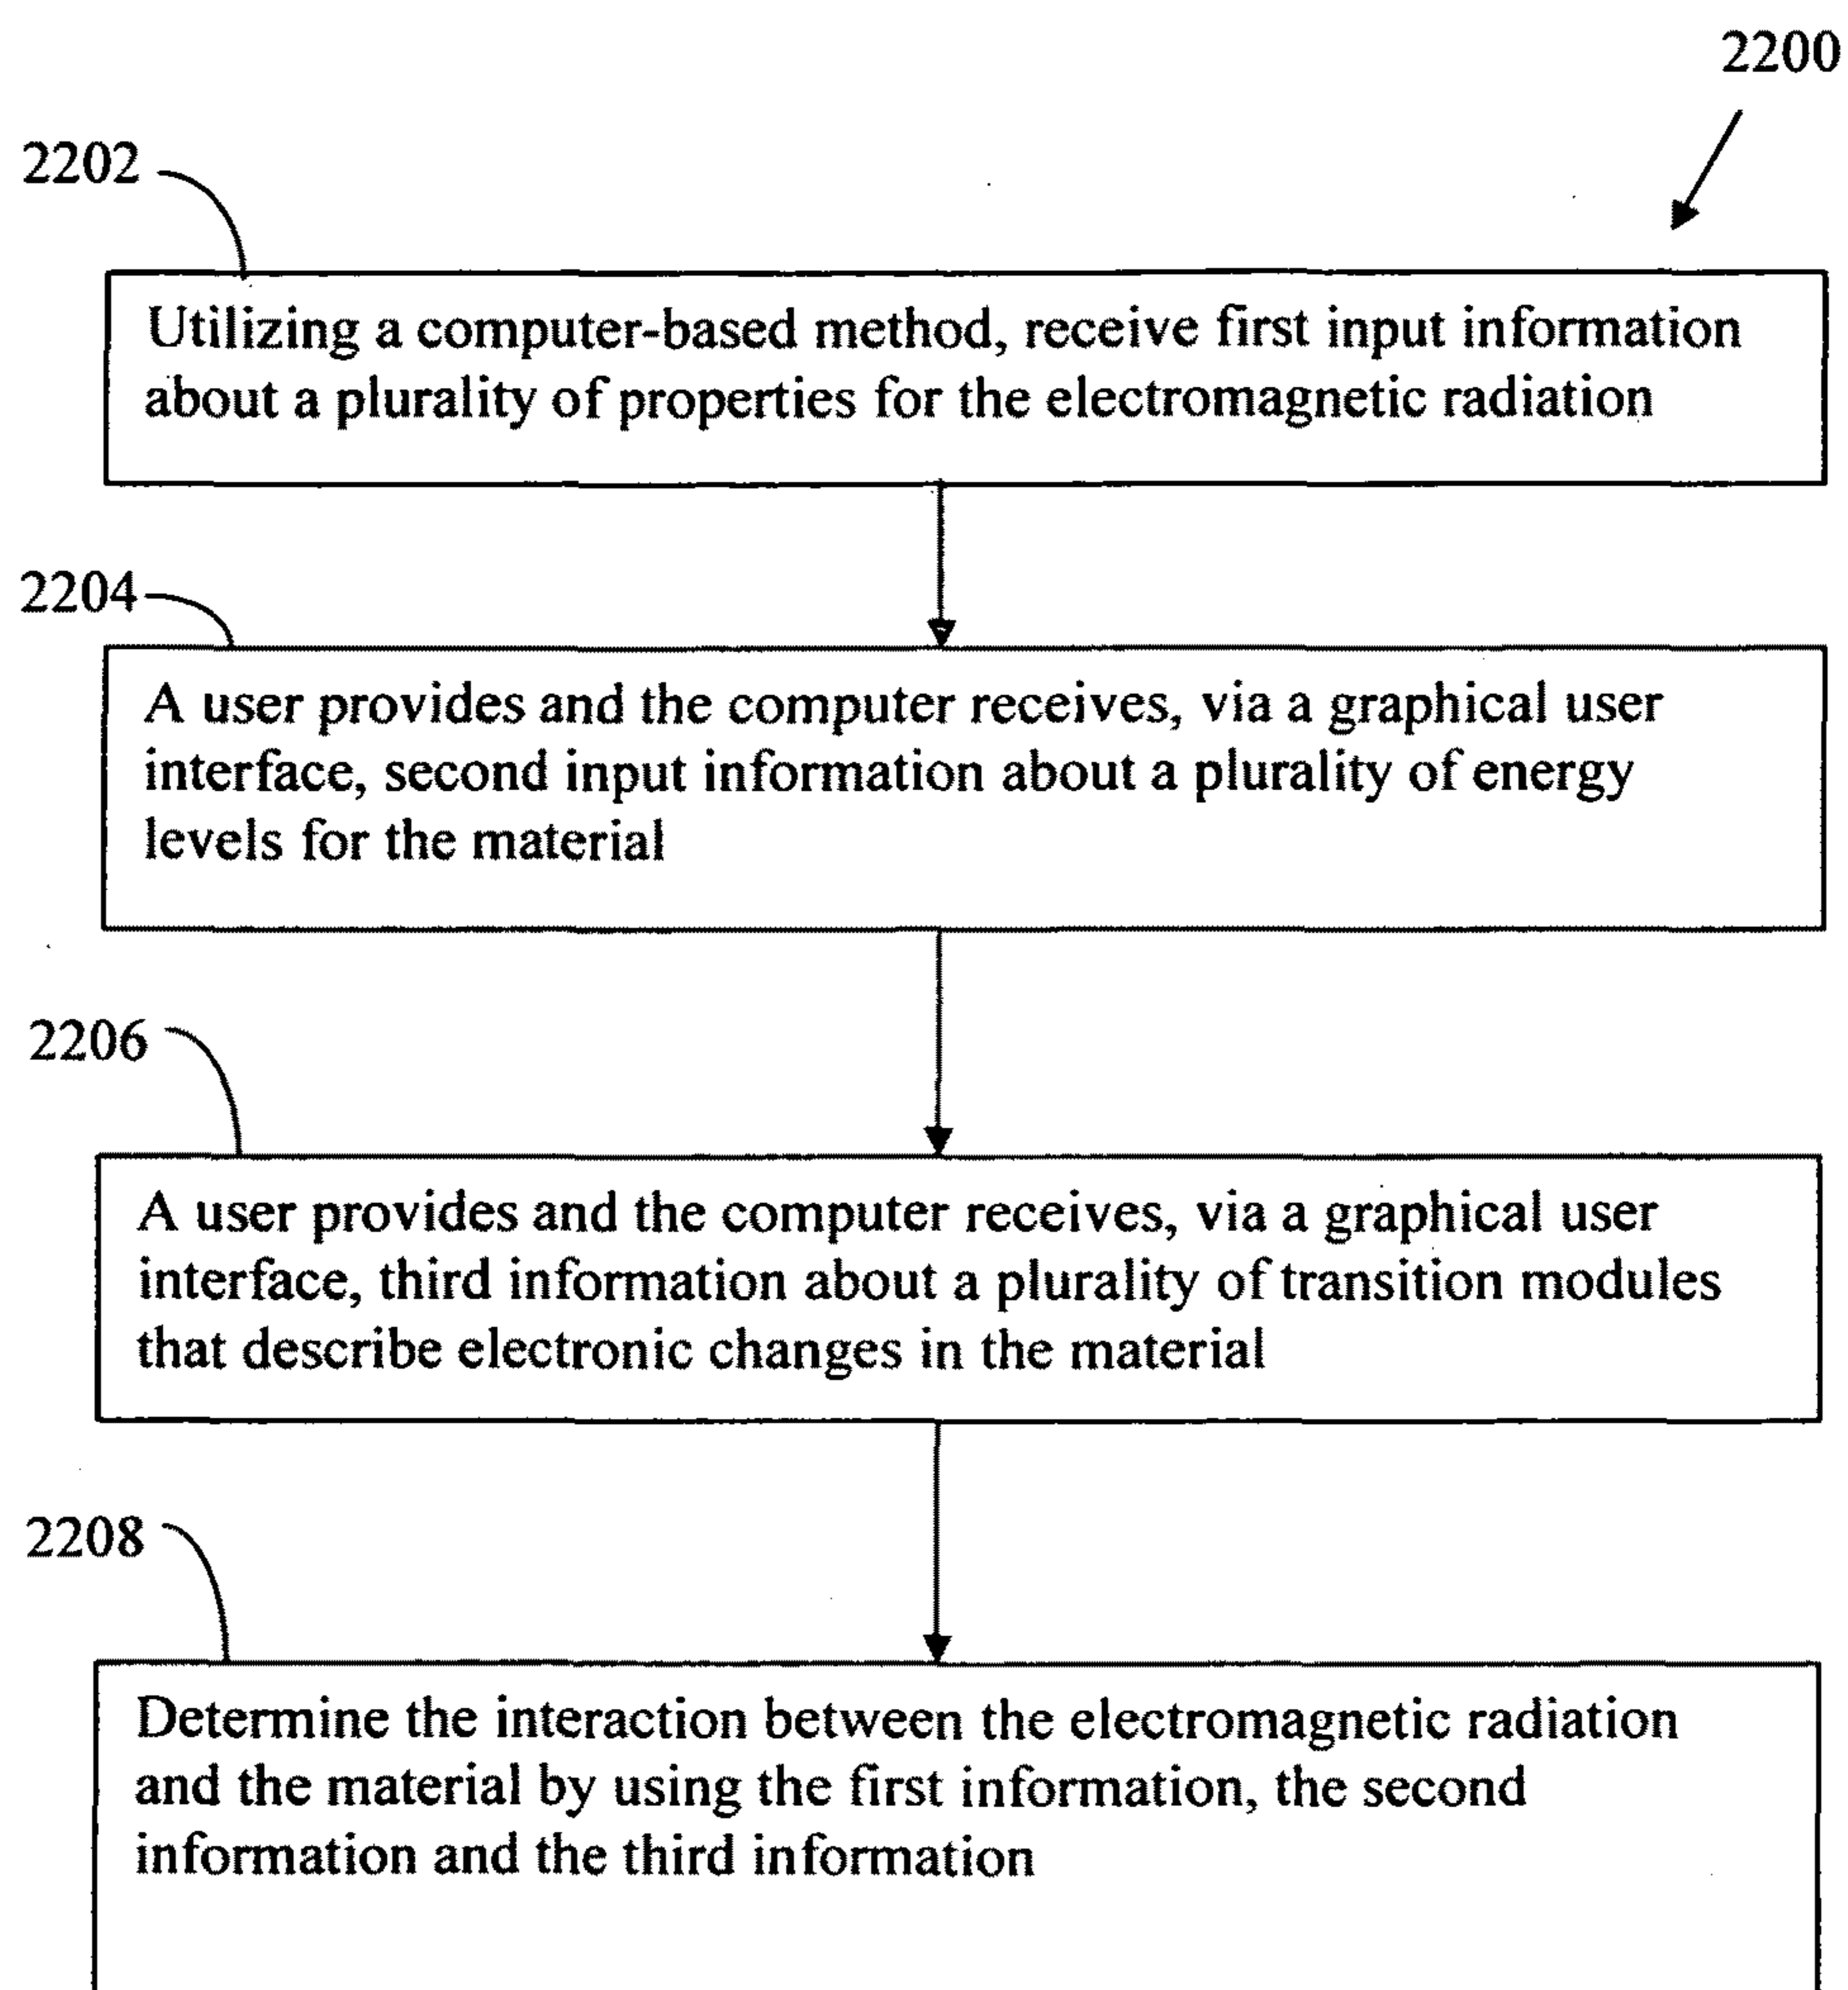 2200
2202
Utilizing a computer-based method, receive first input information
about a plurality of properties for the electromagnetic radiation
2204
A user provides and the computer receives, via a graphical user
interface, second input information about a plurality of energy
levels for the material
2206
A user provides and the computer receives, via a graphical user
interface, third information about a plurality of transition modules
that describe electronic changes in the material
2208
Determine the interaction between the electromagnetic radiation
and the material by using the first information, the second
information and the third information